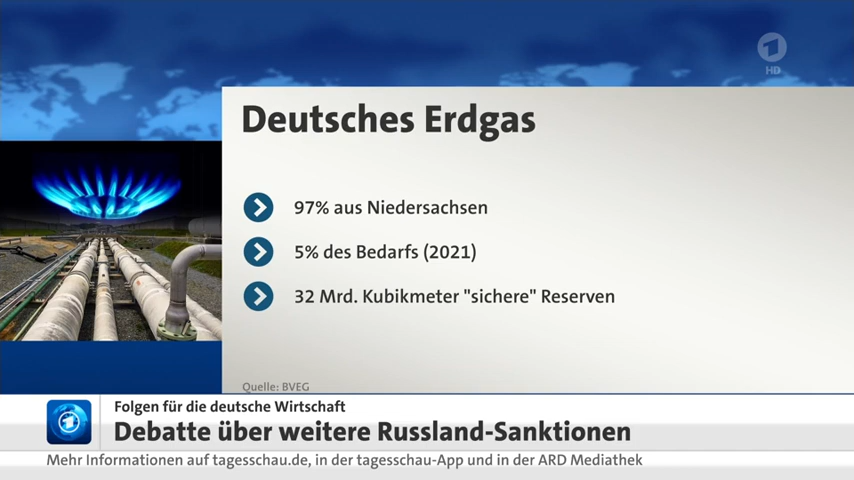 HD
Deutsches Erdgas
97% aus Niedersachsen
5% des Bedarfs (2021)
32 Mrd. Kubikmeter "sichere" Reserven
Quelle: BVEG
Folgen für die deutsche Wirtschaft
Debatte über weitere Russland-Sanktionen
Mehr Informationen auf tagesschau.de, in der tagesschau-App und in der ARD Mediathek